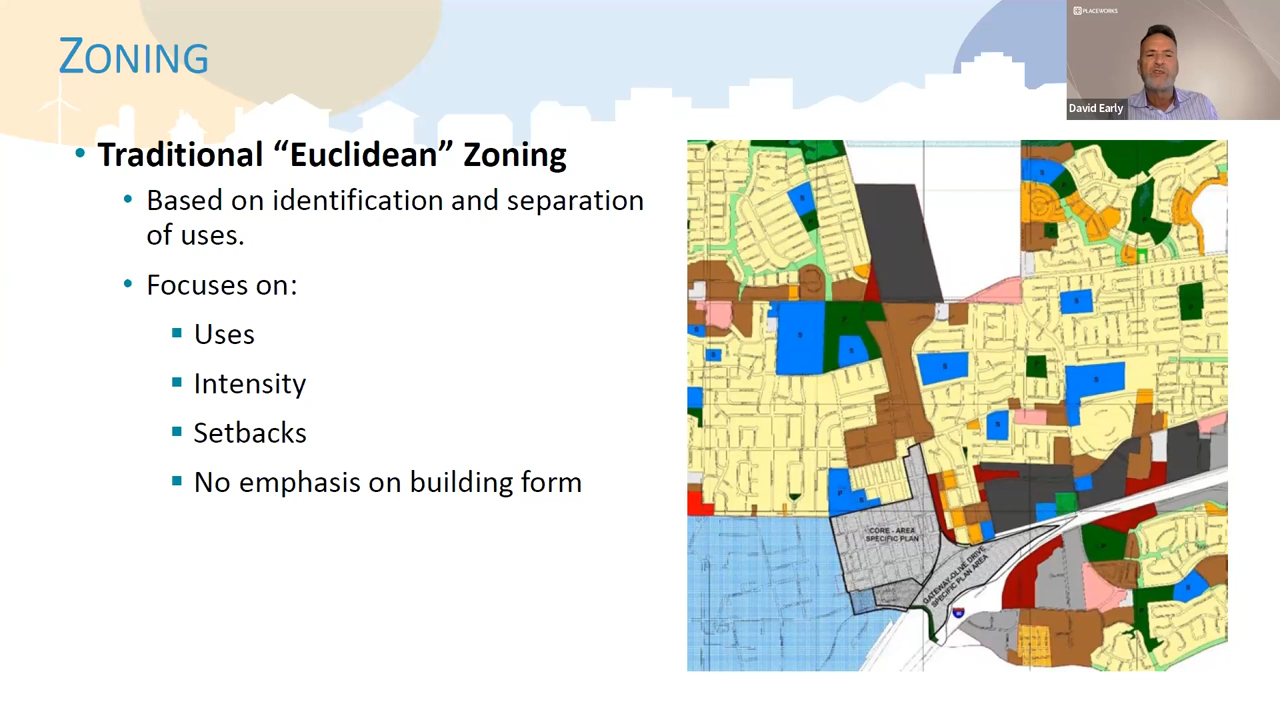 ZONING
PLACEWORKS
David Early
• Traditional “Euclidean” Zoning
• Based on identification and separation
of uses.
• Focuses on:
▪ Uses
▪ Intensity
▪ Setbacks
▪ No emphasis on building form
CORE - AREA
SPECIFIC PLAN
GATEWAY-OLIVE DRIVE
SPECIFIC PLAN AREA